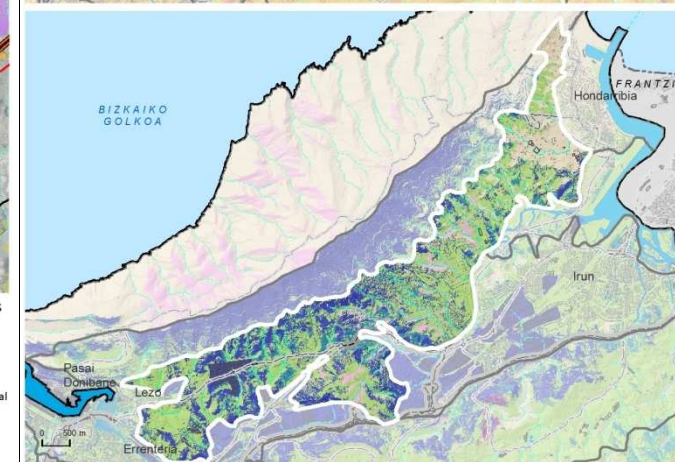 BIZKAIKO
GOLKOA
FRANTZI
Hondarribia
Irun
Pasai
Donibane
Lezo
0 500 m
Errenteria